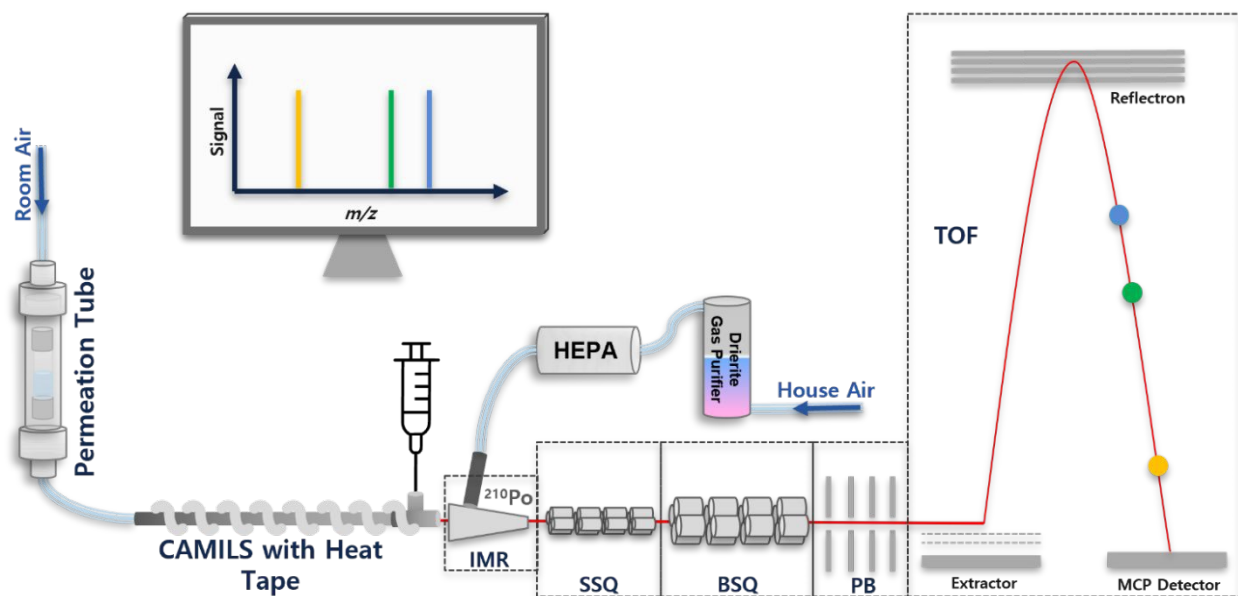 Room Air
Permeation Tube
Signal
m/z
CAMILS with Heat
Tape
HEPA
Drierite
Gas Purifier
House Air
²¹⁰Po
IMR
SSQ
BSQ
PB
TOF
Reflectron
Extractor
MCP Detector